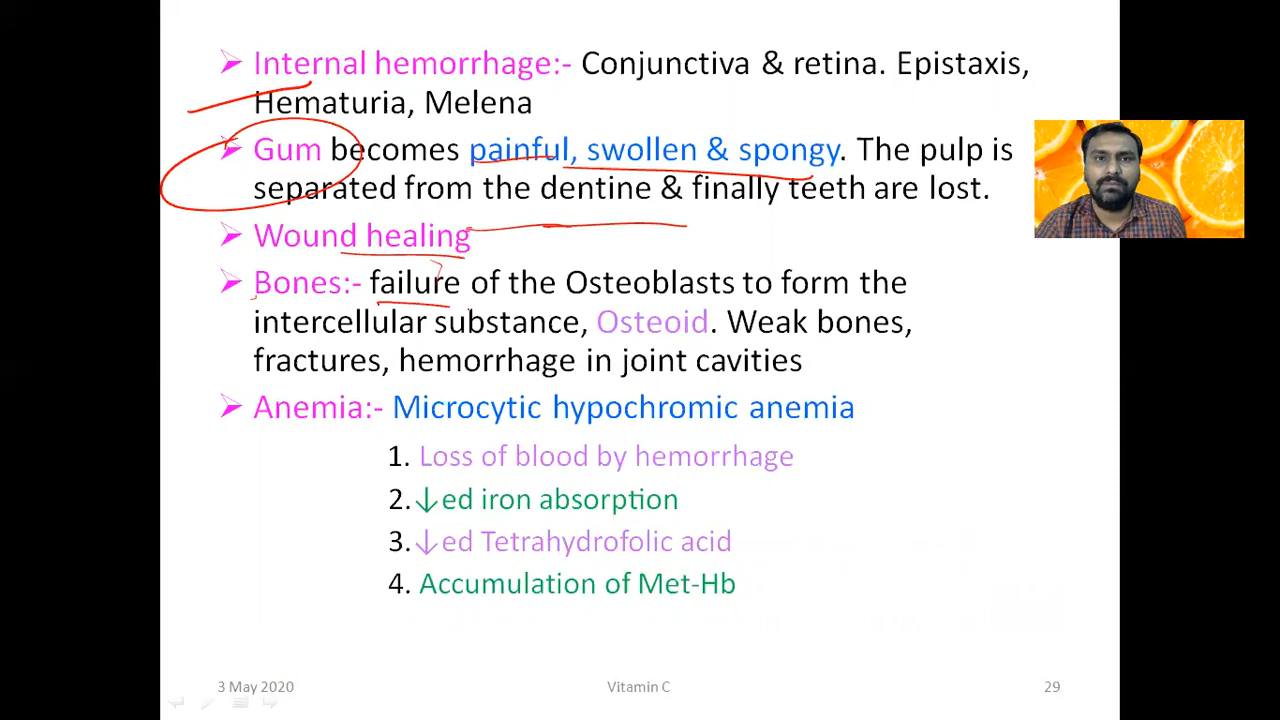 ➢ Internal hemorrhage:- Conjunctiva & retina. Epistaxis,
Hematuria, Melena
➢ Gum becomes painful, swollen & spongy. The pulp is
separated from the dentine & finally teeth are lost.
➢ Wound healing
➢ Bones:- failure of the Osteoblasts to form the
intercellular substance, Osteoid. Weak bones,
fractures, hemorrhage in joint cavities
➢ Anemia:- Microcytic hypochromic anemia
1. Loss of blood by hemorrhage
2. ↓ed iron absorption
3. ↓ed Tetrahydrofolic acid
4. Accumulation of Met-Hb
3 May 2020 Vitamin C 29